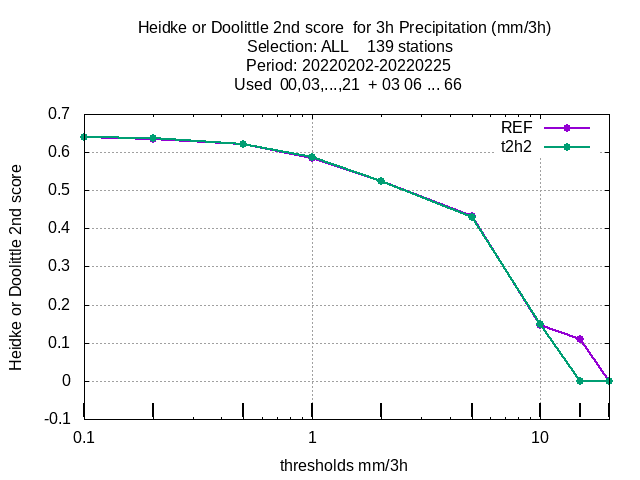 Heidke or Doolittle 2nd score  for 3h Precipitation (mm/3h)
Selection: ALL    139 stations
Period: 20220202-20220225
Used  00,03,...,21  + 03 06 ... 66
REF
t2h2
0.7
0.6
0.5
0.4
0.3
0.2
0.1
0
-0.1
Heidke or Doolittle 2nd score
0.1
1
10
thresholds mm/3h